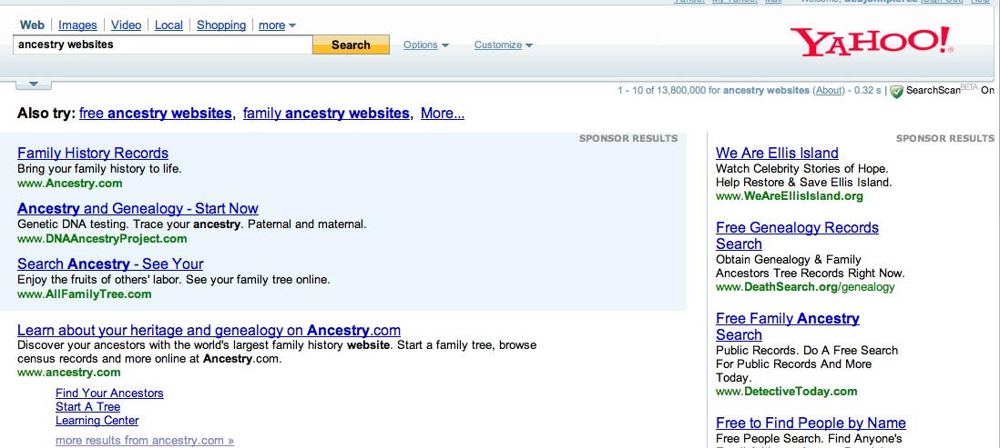 Yahoo! My Yahoo! Mail Welcome, debjohnpierce [Sign Out] Help
Web | Images | Video | Local | Shopping | more
ancestry websites
Search
Options
Customize
YAHOO!®
1 - 10 of 13,800,000 for ancestry websites (About) - 0.32 s | SearchScan BETA On
Also try: free ancestry websites, family ancestry websites, More...
SPONSOR RESULTS
Family History Records
Bring your family history to life.
www.Ancestry.com
Ancestry and Genealogy - Start Now
Genetic DNA testing. Trace your ancestry. Paternal and maternal.
www.DNAAncestryProject.com
Search Ancestry - See Your
Enjoy the fruits of others' labor. See your family tree online.
www.AllFamilyTree.com
Learn about your heritage and genealogy on Ancestry.com
Discover your ancestors with the world's largest family history website. Start a family tree, browse
census records and more online at Ancestry.com.
www.ancestry.com
Find Your Ancestors
Start A Tree
Learning Center
more results from ancestry.com »
SPONSOR RESULTS
We Are Ellis Island
Watch Celebrity Stories of Hope.
Help Restore & Save Ellis Island.
www.WeAreEllisIsland.org
Free Genealogy Records
Search
Obtain Genealogy & Family
Ancestors Tree Records Right Now.
www.DeathSearch.org/genealogy
Free Family Ancestry
Search
Public Records. Do A Free Search
For Public Records And More
Today.
www.DetectiveToday.com
Free to Find People by Name
Free People Search. Find Anyone's